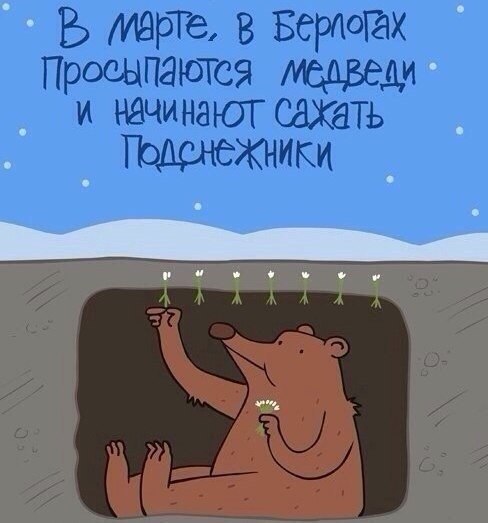 В марте, в Берлогах
Просыпаются медведи
и начинают сажать
Подснежники